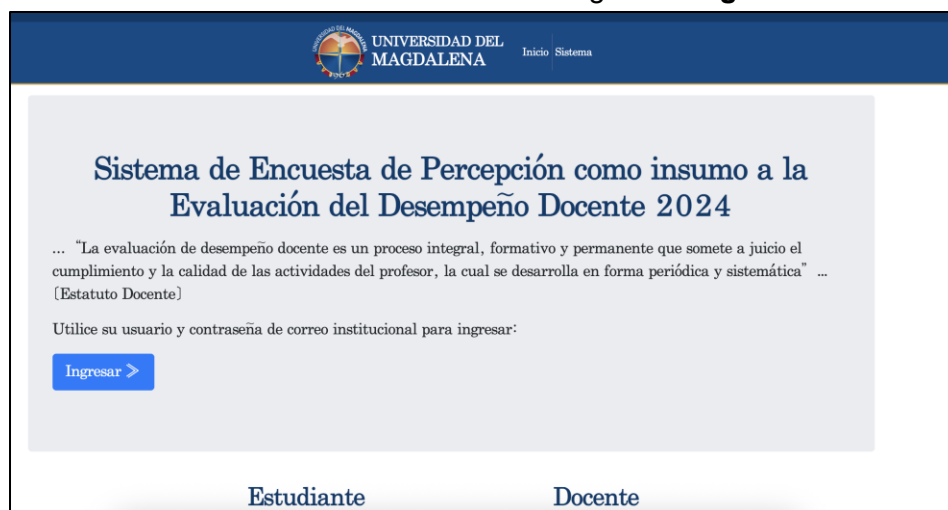 UNIVERSIDAD DEL
MAGDALENA
Inicio Sistema
Sistema de Encuesta de Percepción como insumo a la
Evaluación del Desempeño Docente 2024
... “La evaluación de desempeño docente es un proceso integral, formativo y permanente que somete a juicio el
cumplimiento y la calidad de las actividades del profesor, la cual se desarrolla en forma periódica y sistemática” ...
(Estatuto Docente)
Utilice su usuario y contraseña de correo institucional para ingresar:
Ingresar »
Estudiante Docente